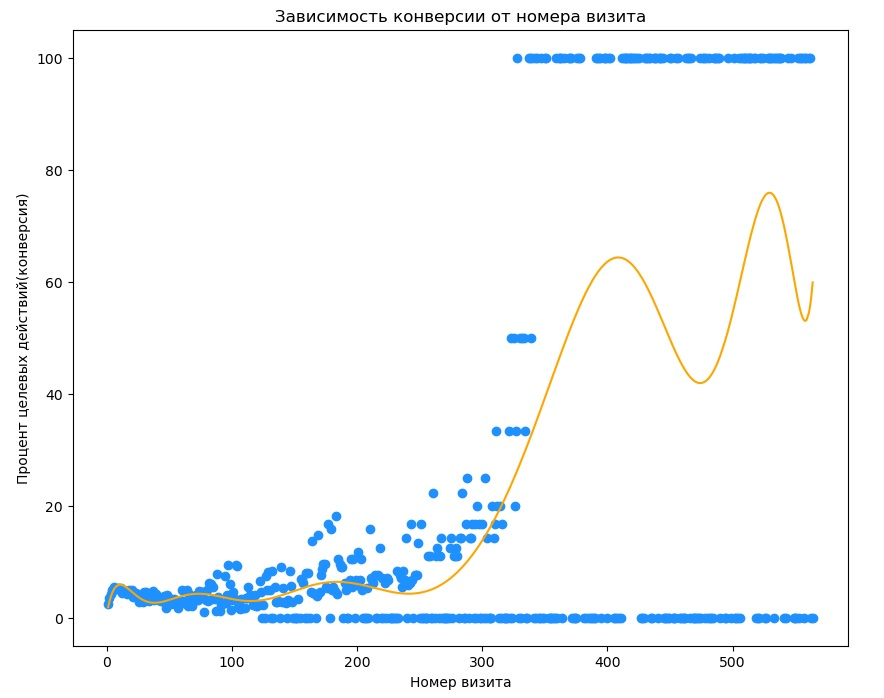 Зависимость конверсии от номера визита
Процент целевых действий(конверсия)
100
80
60
40
20
0
0 100 200 300 400 500
Номер визита